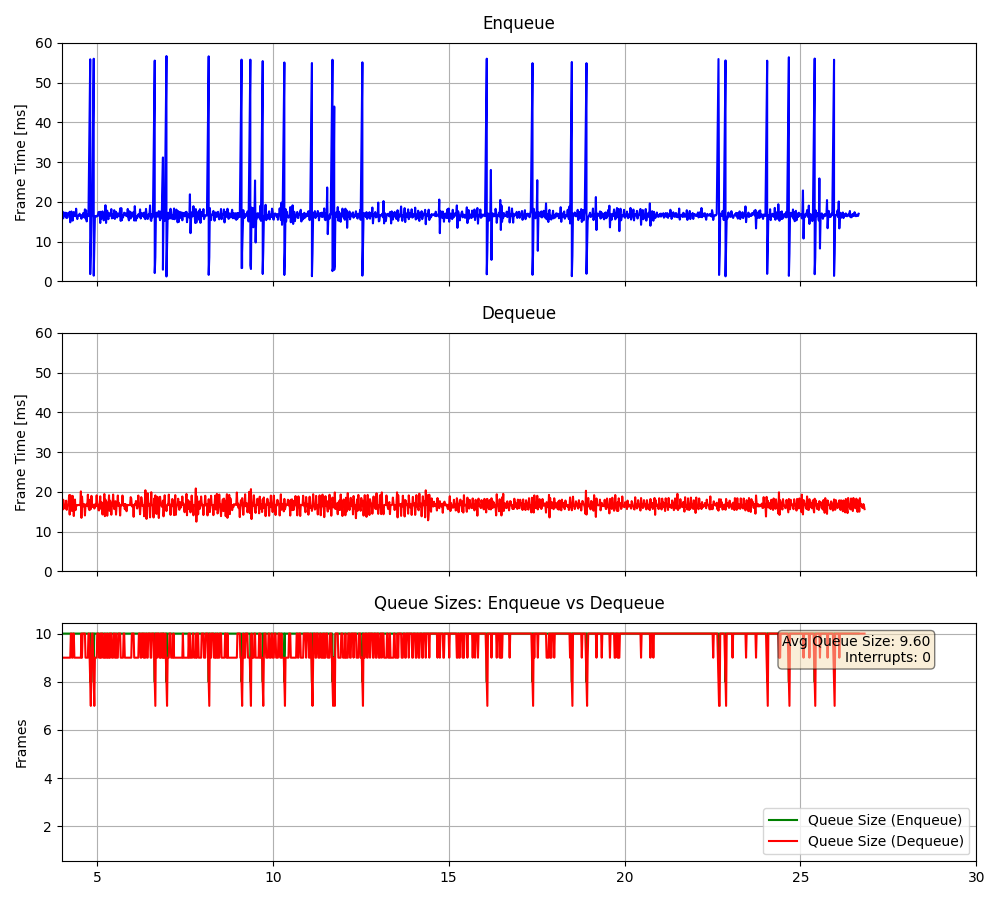 Enqueue
Frame Time [ms]
60
50
40
30
20
10
0
Dequeue
Frame Time [ms]
60
50
40
30
20
10
0
Queue Sizes: Enqueue vs Dequeue
Frames
10
8
6
4
2
Avg Queue Size: 9.60
Interrupts: 0
Queue Size (Enqueue)
Queue Size (Dequeue)
5 10 15 20 25 30